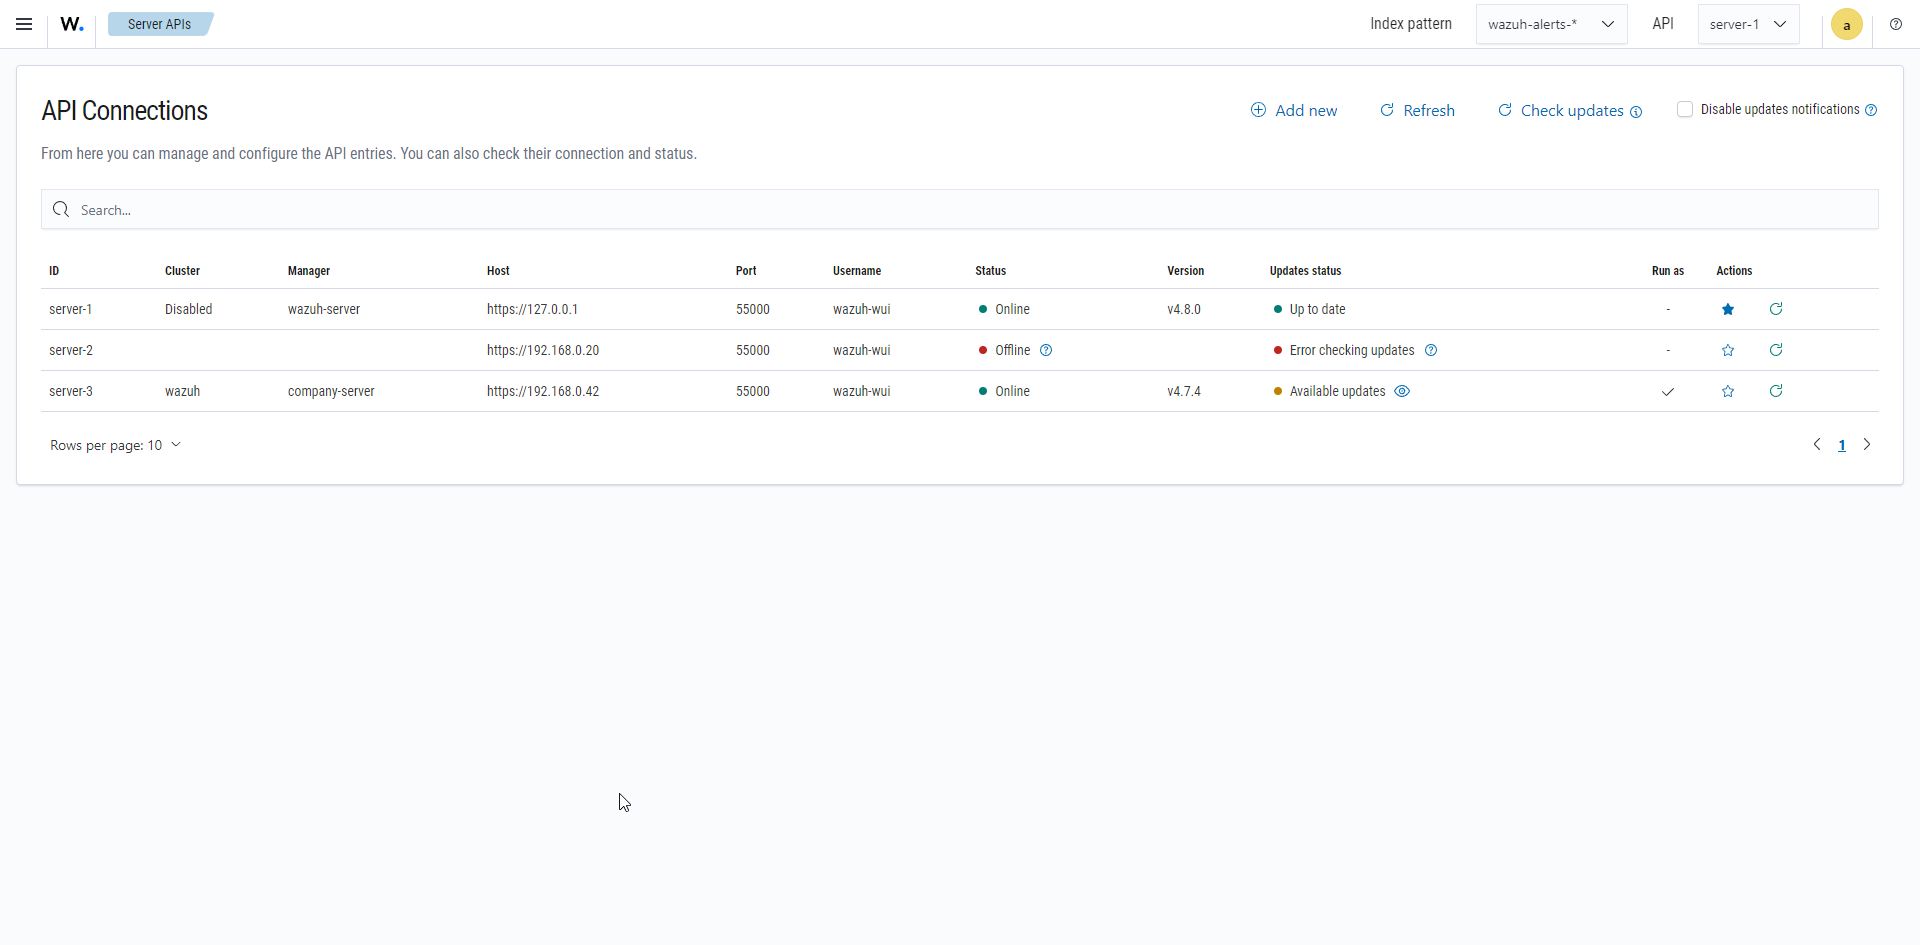 W. Server APIs Index pattern wazuh-alerts-* API server-1 a
API Connections Add new Refresh Check updates Disable updates notifications
From here you can manage and configure the API entries. You can also check their connection and status.
Search...
ID Cluster Manager Host Port Username Status Version Updates status Run as Actions
server-1 Disabled wazuh-server https://127.0.0.1 55000 wazuh-wui Online v4.8.0 Up to date -
server-2 https://192.168.0.20 55000 wazuh-wui Offline Error checking updates -
server-3 wazuh company-server https://192.168.0.42 55000 wazuh-wui Online v4.7.4 Available updates
Rows per page: 10 1